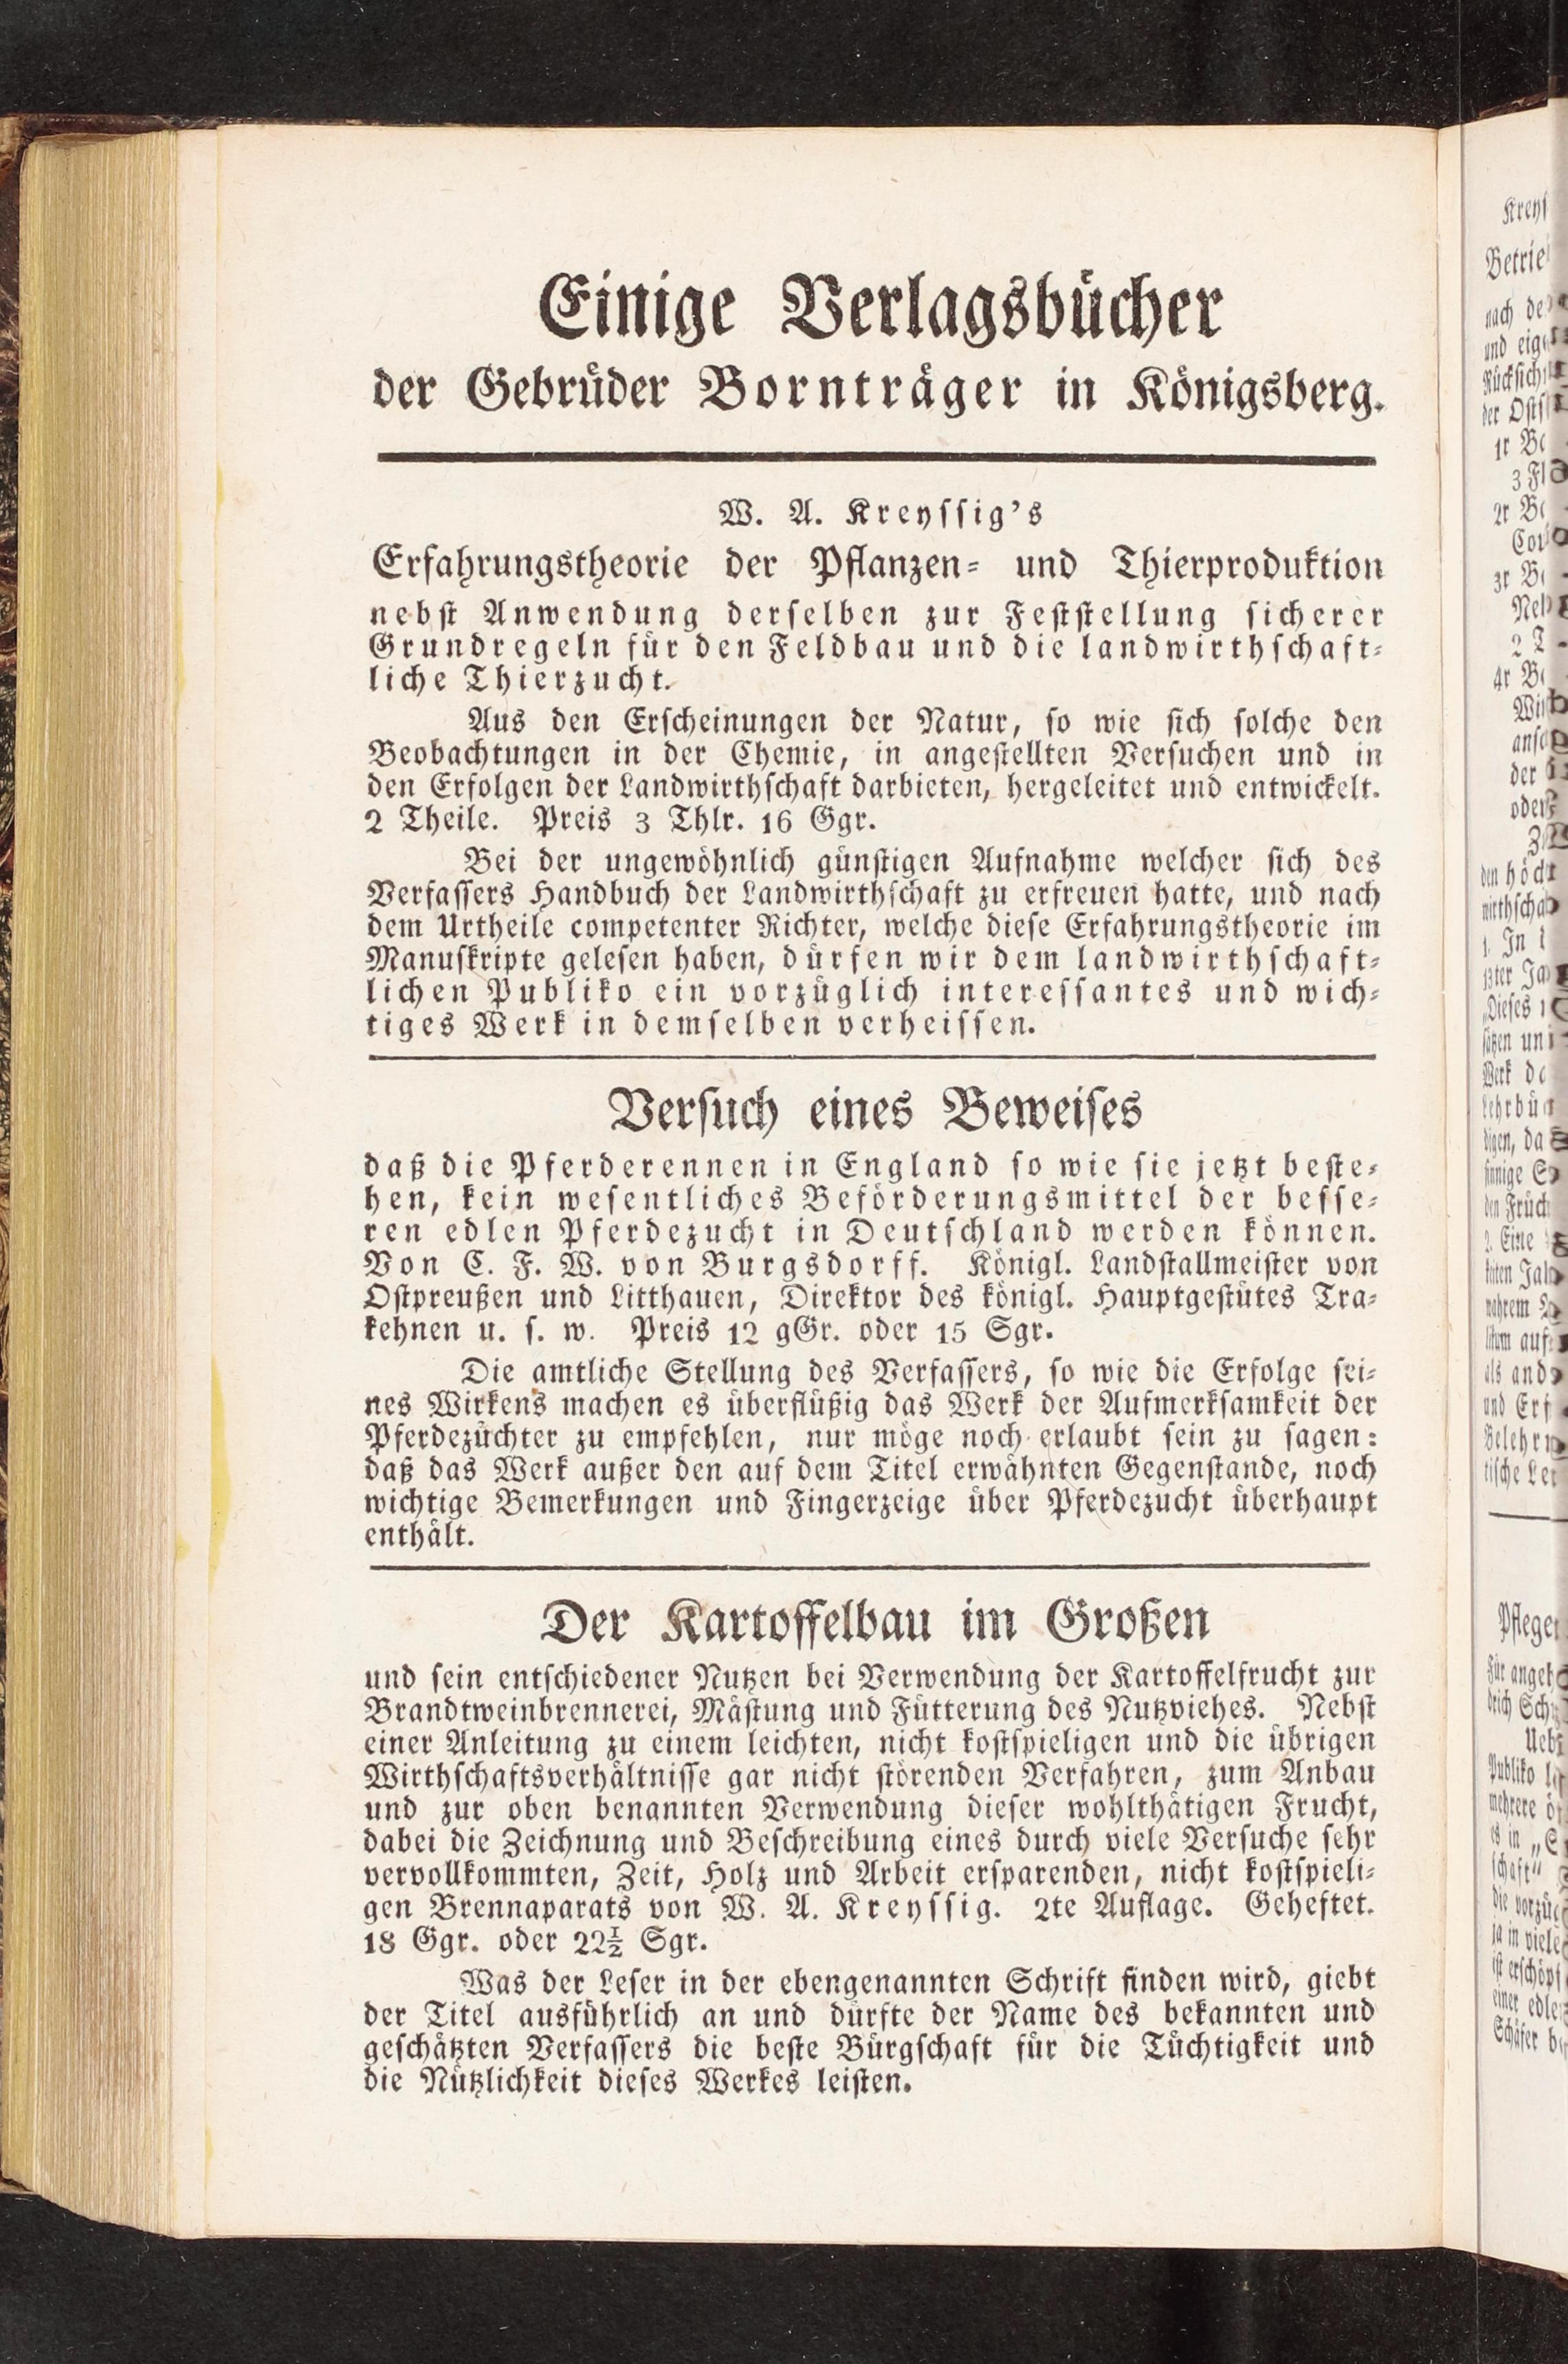 Einige Verlagsbücher
der Gebrüder Bornträger in Königsberg.
W. A. Kreyssig's
Erfahrungstheorie der Pflanzen- und Thierproduktion
nebst Anwendung derselben zur Feststellung sicherer
Grundregeln für den Feldbau und die landwirthschaft-
liche Thierzucht.
Aus den Erscheinungen der Natur, so wie sich solche den
Beobachtungen in der Chemie, in angestellten Versuchen und in
den Erfolgen der Landwirthschaft darbieten, hergeleitet und entwickelt.
2 Theile. Preis 3 Thlr. 16 Ggr.
Bei der ungewöhnlich günstigen Aufnahme welcher sich des
Verfassers Handbuch der Landwirthschaft zu erfreuen hatte, und nach
dem Urtheile competenter Richter, welche diese Erfahrungstheorie im
Manuskripte gelesen haben, dürfen wir dem landwirthschaft-
lichen Publiko ein vorzüglich interessantes und wich-
tiges Werk in demselben verheissen.
Versuch eines Beweises
daß die Pferderennen in England so wie sie jetzt beste-
hen, kein wesentliches Beförderungsmittel der besse-
ren edlen Pferdezucht in Deutschland werden können.
Von C. F. W. von Burgsdorff. Königl. Landstallmeister von
Ostpreußen und Litthauen, Direktor des königl. Hauptgestütes Tra-
kehnen u. s. w. Preis 12 gGr. oder 15 Sgr.
Die amtliche Stellung des Verfassers, so wie die Erfolge sei-
nes Wirkens machen es überflüßig das Werk der Aufmerksamkeit der
Pferdezüchter zu empfehlen, nur möge noch erlaubt sein zu sagen:
daß das Werk außer den auf dem Titel erwähnten Gegenstande, noch
wichtige Bemerkungen und Fingerzeige über Pferdezucht überhaupt
enthält.
Der Kartoffelbau im Großen
und sein entschiedener Nutzen bei Verwendung der Kartoffelfrucht zur
Brandtweinbrennerei, Mästung und Fütterung des Nutzviehes. Nebst
einer Anleitung zu einem leichten, nicht kostspieligen und die übrigen
Wirthschaftsverhältnisse gar nicht störenden Verfahren, zum Anbau
und zur oben benannten Verwendung dieser wohlthätigen Frucht,
dabei die Zeichnung und Beschreibung eines durch viele Versuche sehr
vervollkommten, Zeit, Holz und Arbeit ersparenden, nicht kostspieli-
gen Brennaparats von W. A. Kreyssig. 2te Auflage. Geheftet.
18 Ggr. oder 22½ Sgr.
Was der Leser in der ebengenannten Schrift finden wird, giebt
der Titel ausführlich an und dürfte der Name des bekannten und
geschätzten Verfassers die beste Bürgschaft für die Tüchtigkeit und
die Nützlichkeit dieses Werkes leisten.